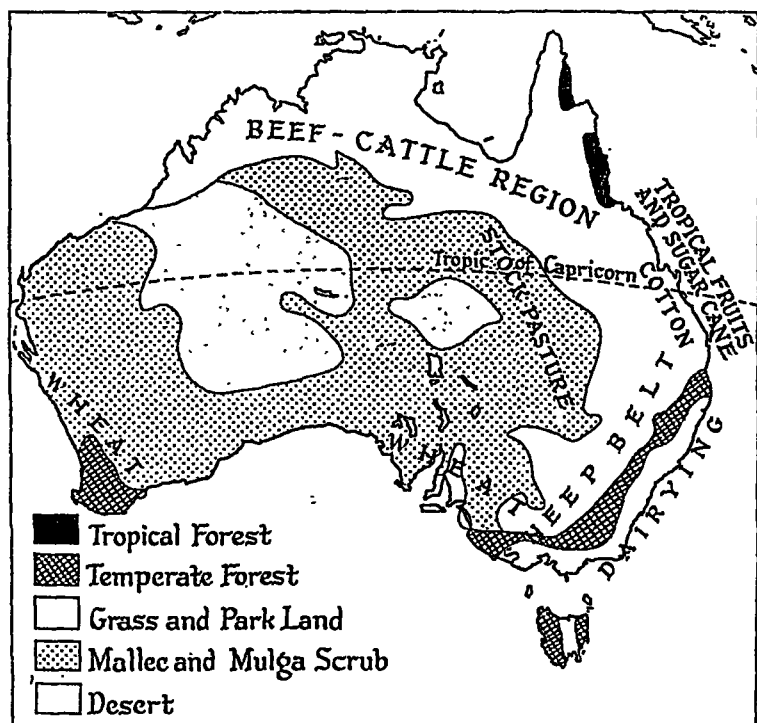 BEEF-CATTLE REGION
TROPICAL FRUITS
AND SUGAR/CANE
Tropic of Capricorn
COTTON
STOCK PASTURE
WHEAT
WHEAT
SHEEP BELT
DAIRYING
Tropical Forest
Temperate Forest
Grass and Park Land
Mallec and Mulga Scrub
Desert